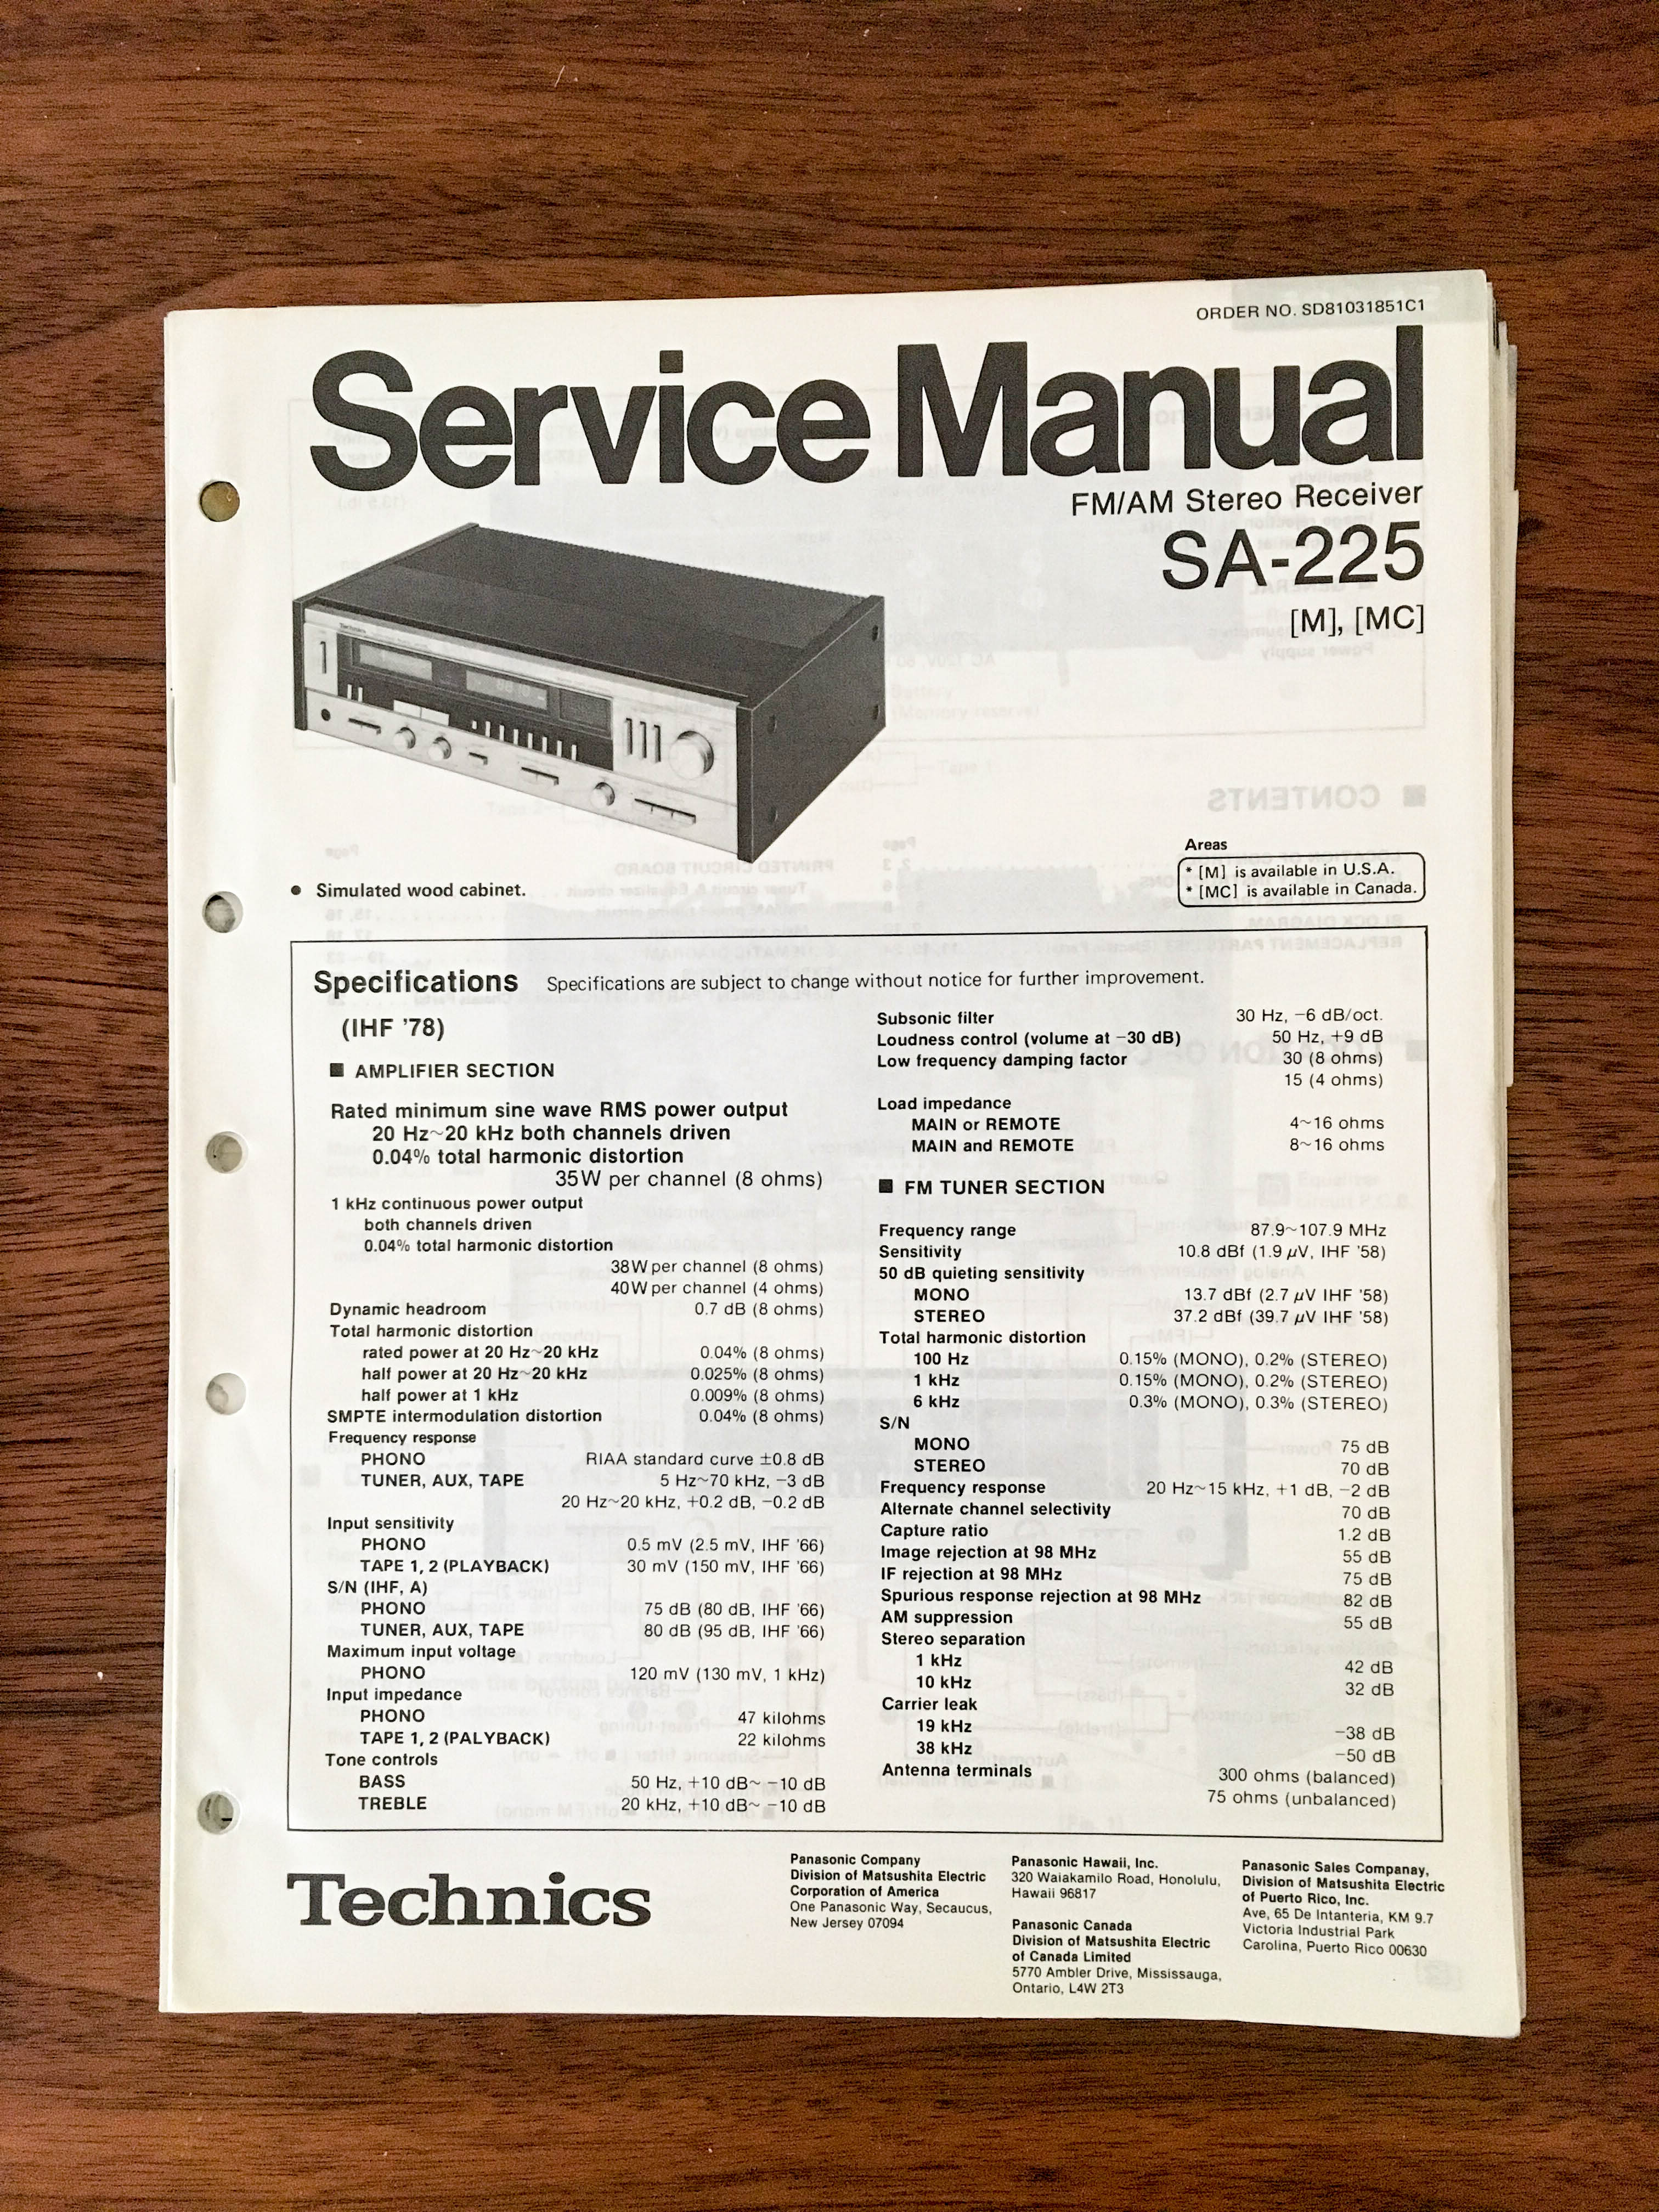 ORDER NO. SD81031851C1
Service Manual
FM/AM Stereo Receiver
SA-225
[M], [MC]
Technics
• Simulated wood cabinet.
Areas
* [M] is available in U.S.A.
* [MC] is available in Canada.
Specifications Specifications are subject to change without notice for further improvement.
(IHF '78)
■ AMPLIFIER SECTION
Rated minimum sine wave RMS power output
20 Hz~20 kHz both channels driven
0.04% total harmonic distortion
35W per channel (8 ohms)
1 kHz continuous power output
both channels driven
0.04% total harmonic distortion
38W per channel (8 ohms)
40W per channel (4 ohms)
Dynamic headroom 0.7 dB (8 ohms)
Total harmonic distortion
rated power at 20 Hz~20 kHz 0.04% (8 ohms)
half power at 20 Hz~20 kHz 0.025% (8 ohms)
half power at 1 kHz 0.009% (8 ohms)
SMPTE intermodulation distortion 0.04% (8 ohms)
Frequency response
PHONO RIAA standard curve ±0.8 dB
TUNER, AUX, TAPE 5 Hz~70 kHz, −3 dB
20 Hz~20 kHz, +0.2 dB, −0.2 dB
Input sensitivity
PHONO 0.5 mV (2.5 mV, IHF '66)
TAPE 1, 2 (PLAYBACK) 30 mV (150 mV, IHF '66)
S/N (IHF, A)
PHONO 75 dB (80 dB, IHF '66)
TUNER, AUX, TAPE 80 dB (95 dB, IHF '66)
Maximum input voltage
PHONO 120 mV (130 mV, 1 kHz)
Input impedance
PHONO 47 kilohms
TAPE 1, 2 (PALYBACK) 22 kilohms
Tone controls
BASS 50 Hz, +10 dB~ −10 dB
TREBLE 20 kHz, +10 dB~ −10 dB
Subsonic filter 30 Hz, −6 dB/oct.
Loudness control (volume at −30 dB) 50 Hz, +9 dB
Low frequency damping factor 30 (8 ohms)
15 (4 ohms)
Load impedance
MAIN or REMOTE 4~16 ohms
MAIN and REMOTE 8~16 ohms
■ FM TUNER SECTION
Frequency range 87.9~107.9 MHz
Sensitivity 10.8 dBf (1.9 μV, IHF '58)
50 dB quieting sensitivity
MONO 13.7 dBf (2.7 μV IHF '58)
STEREO 37.2 dBf (39.7 μV IHF '58)
Total harmonic distortion
100 Hz 0.15% (MONO), 0.2% (STEREO)
1 kHz 0.15% (MONO), 0.2% (STEREO)
6 kHz 0.3% (MONO), 0.3% (STEREO)
S/N
MONO 75 dB
STEREO 70 dB
Frequency response 20 Hz~15 kHz, +1 dB, −2 dB
Alternate channel selectivity 70 dB
Capture ratio 1.2 dB
Image rejection at 98 MHz 55 dB
IF rejection at 98 MHz 75 dB
Spurious response rejection at 98 MHz 82 dB
AM suppression 55 dB
Stereo separation
1 kHz 42 dB
10 kHz 32 dB
Carrier leak
19 kHz −38 dB
38 kHz −50 dB
Antenna terminals 300 ohms (balanced)
75 ohms (unbalanced)
Technics
Panasonic Company
Division of Matsushita Electric
Corporation of America
One Panasonic Way, Secaucus,
New Jersey 07094
Panasonic Hawaii, Inc.
320 Waiakamilo Road, Honolulu,
Hawaii 96817
Panasonic Canada
Division of Matsushita Electric
of Canada Limited
5770 Ambler Drive, Mississauga,
Ontario, L4W 2T3
Panasonic Sales Companay,
Division of Matsushita Electric
of Puerto Rico, Inc.
Ave, 65 De Intanteria, KM 9.7
Victoria Industrial Park
Carolina, Puerto Rico 00630